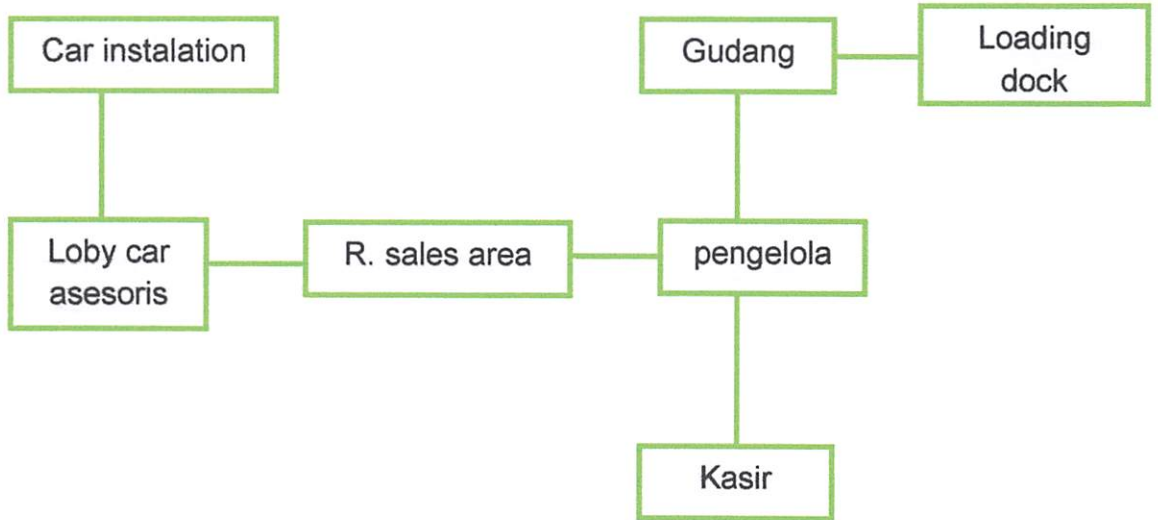 Car instalation
Gudang
Loading
dock
Loby car
asesoris
R. sales area
pengelola
Kasir